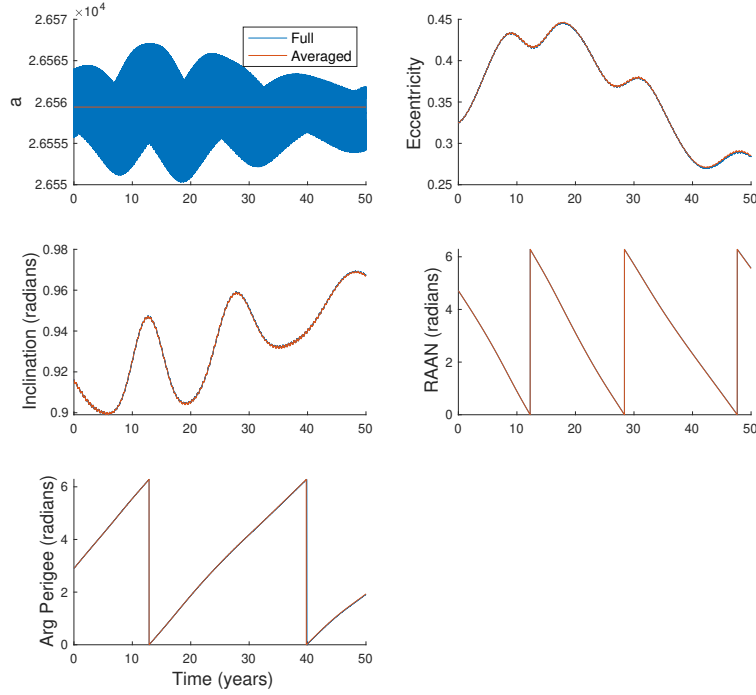 2.657 ×10⁴
2.6565
2.656
2.6555
2.655
a
0 10 20 30 40 50
Full
Averaged
0.45
0.4
0.35
0.3
0.25
Eccentricity
0 10 20 30 40 50
0.98
0.96
0.94
0.92
0.9
Inclination (radians)
0 10 20 30 40 50
6
4
2
0
RAAN (radians)
0 10 20 30 40 50
6
4
2
0
Arg Perigee (radians)
0 10 20 30 40 50
Time (years)